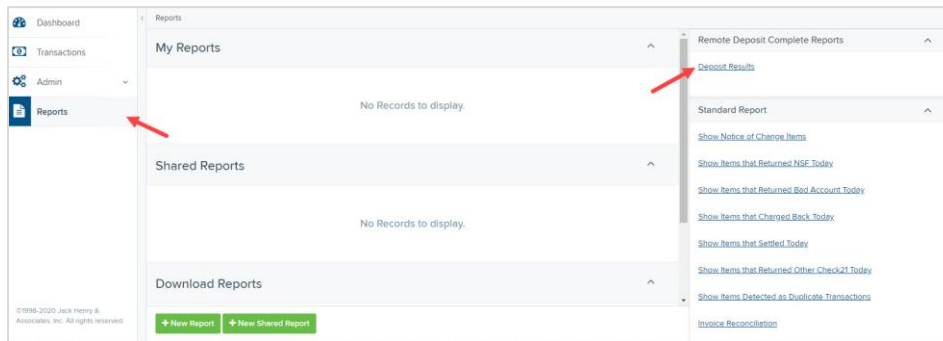 Dashboard
Transactions
Admin
Reports
©1998-2020 Jack Henry &
Associates, Inc. All rights reserved.
Reports
My Reports
No Records to display.
Shared Reports
No Records to display.
Download Reports
+ New Report
+ New Shared Report
Remote Deposit Complete Reports
Deposit Results
Standard Report
Show Notice of Change Items
Show Items that Returned NSF Today
Show Items that Returned Bad Account Today
Show Items that Charged Back Today
Show Items that Settled Today
Show Items that Returned Other Check21 Today
Show Items Detected as Duplicate Transactions
Invoice Reconciliation